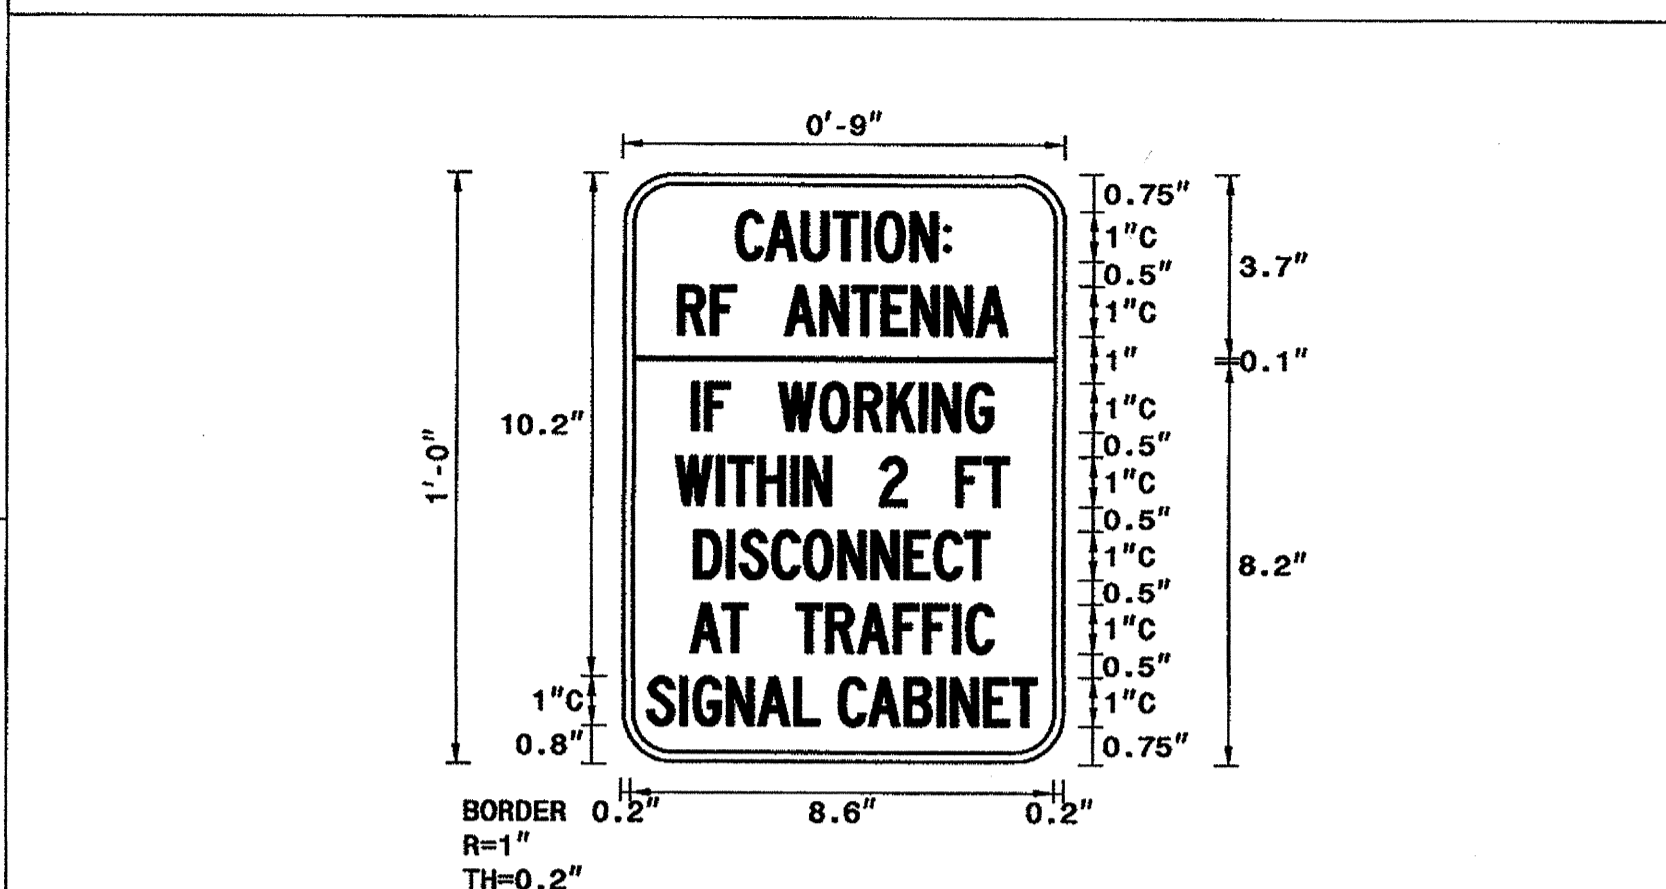 0'-9"
0.75"
CAUTION:
1"C
0.5"
3.7"
RF ANTENNA
1"C
1"
0.1"
IF WORKING
1"C
10.2"
0.5"
1'-0"
WITHIN 2 FT
1"C
0.5"
DISCONNECT
1"C
8.2"
0.5"
AT TRAFFIC
1"C
0.5"
1"C
SIGNAL CABINET
1"C
0.8"
0.75"
BORDER 0.2" 8.6" 0.2"
R=1"
TH=0.2"